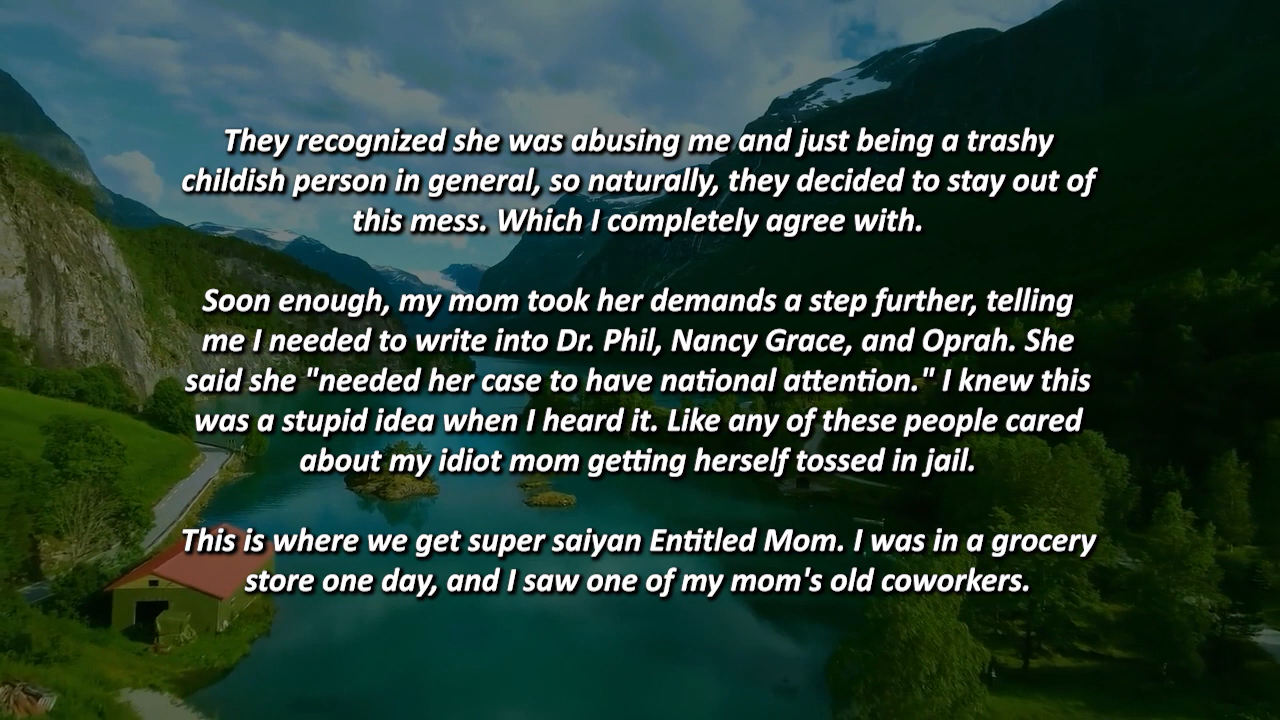 They recognized she was abusing me and just being a trashy
childish person in general, so naturally, they decided to stay out of
this mess. Which I completely agree with.
Soon enough, my mom took her demands a step further, telling
me I needed to write into Dr. Phil, Nancy Grace, and Oprah. She
said she "needed her case to have national attention." I knew this
was a stupid idea when I heard it. Like any of these people cared
about my idiot mom getting herself tossed in jail.
This is where we get super saiyan Entitled Mom. I was in a grocery
store one day, and I saw one of my mom's old coworkers.